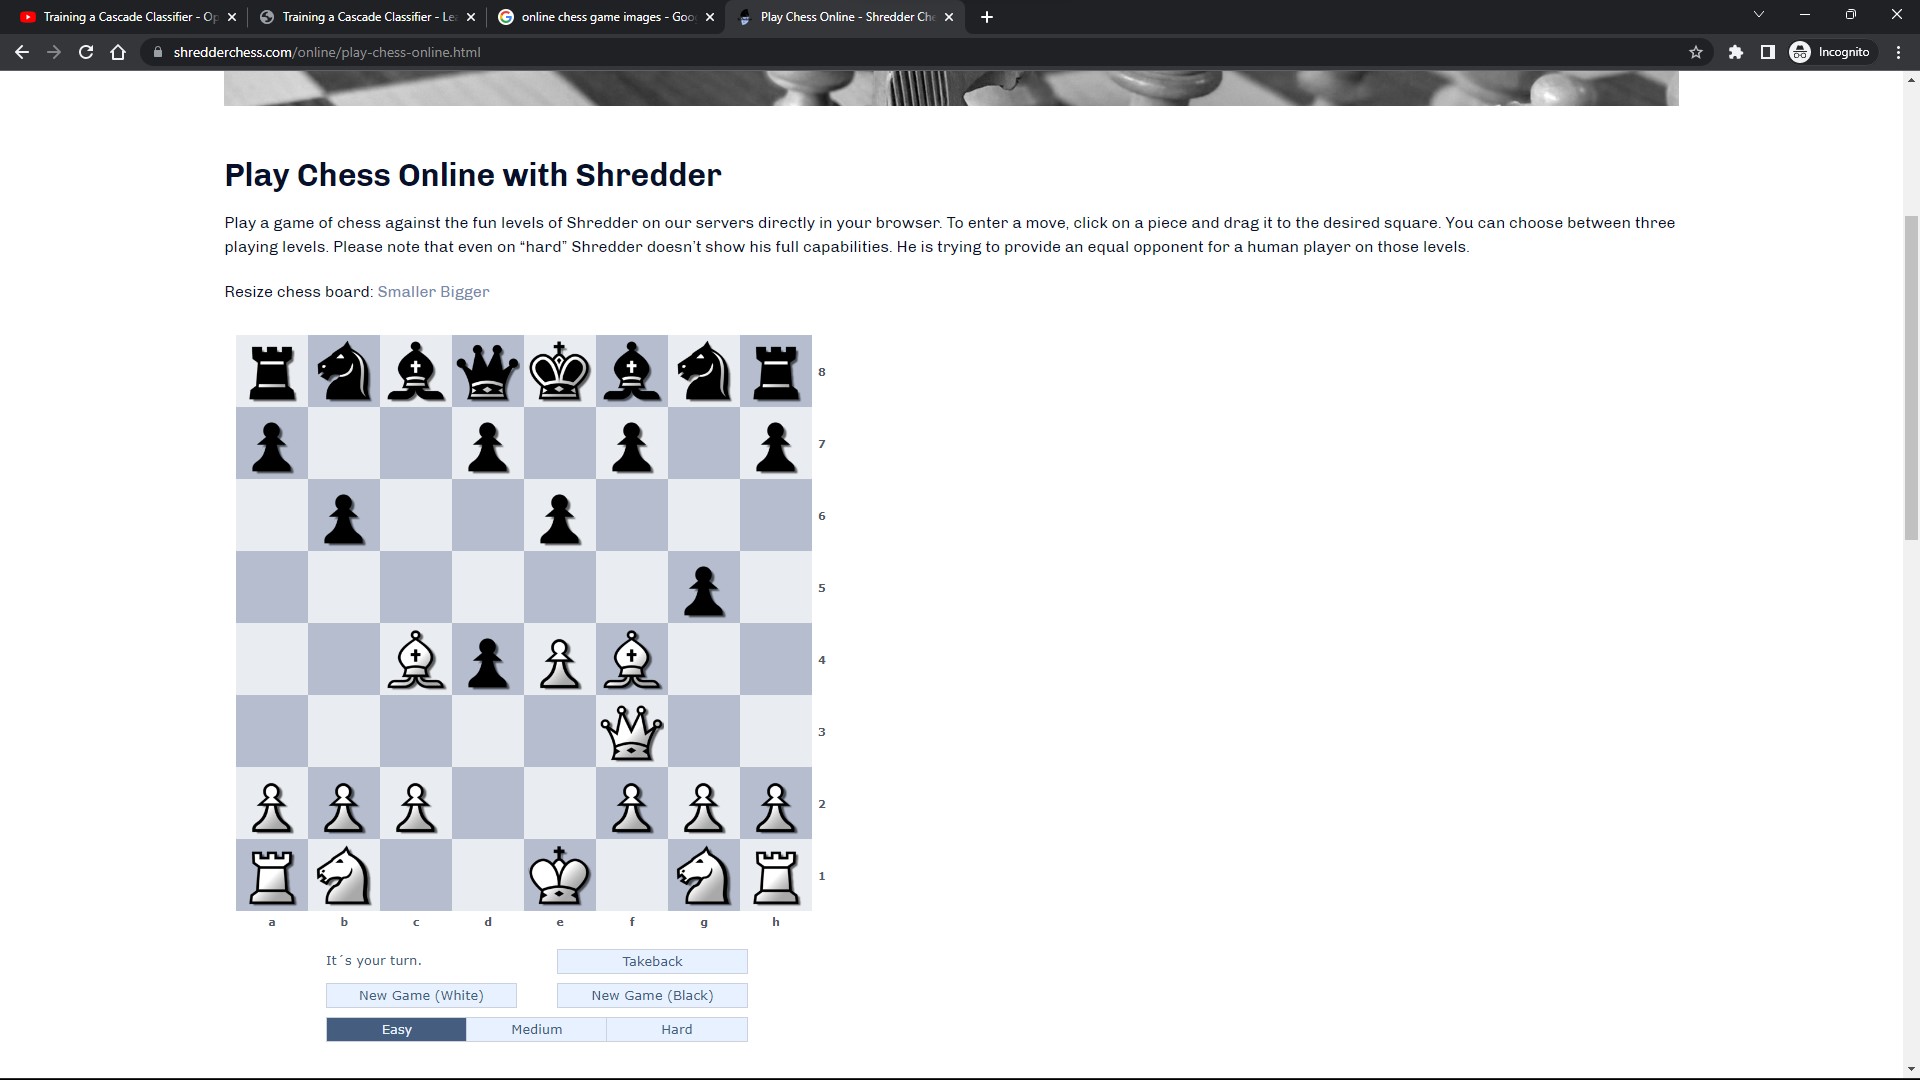 Training a Cascade Classifier - Op
Training a Cascade Classifier - Le
online chess game images - Goo
Play Chess Online - Shredder Che
shredderchess.com/online/play-chess-online.html
Incognito
Play Chess Online with Shredder
Play a game of chess against the fun levels of Shredder on our servers directly in your browser. To enter a move, click on a piece and drag it to the desired square. You can choose between three
playing levels. Please note that even on “hard” Shredder doesn’t show his full capabilities. He is trying to provide an equal opponent for a human player on those levels.
Resize chess board: Smaller Bigger
8
7
6
5
4
3
2
1
a b c d e f g h
It´s your turn.
Takeback
New Game (White)
New Game (Black)
Easy
Medium
Hard